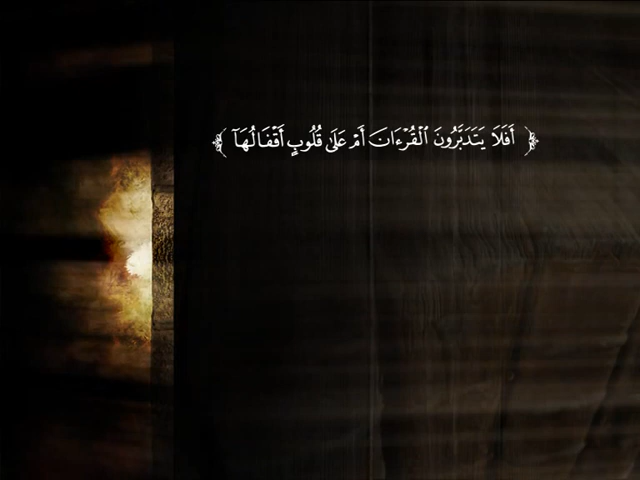 ﴿ أَفَلَا يَتَدَبَّرُونَ ٱلْقُرْءَانَ أَمْ عَلَىٰ قُلُوبٍ أَقْفَالُهَآ ﴾